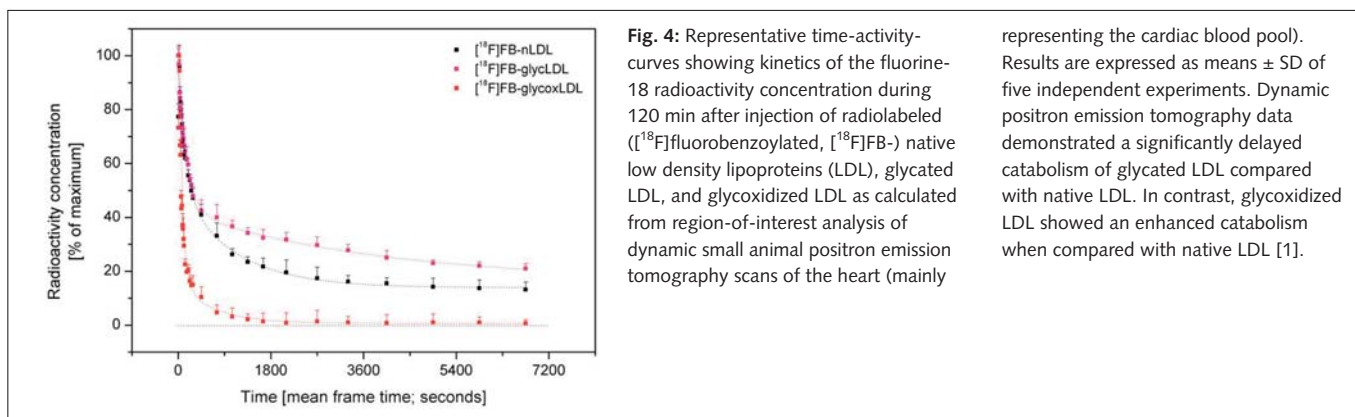 100
80
60
40
20
0
Radioactivity concentration
[% of maximum]
0
1800
3600
5400
7200
Time [mean frame time; seconds]
[¹⁸F]FB-nLDL
[¹⁸F]FB-glycLDL
[¹⁸F]FB-glycoxLDL
Fig. 4: Representative time-activity-
curves showing kinetics of the fluorine-
18 radioactivity concentration during
120 min after injection of radiolabeled
([¹⁸F]fluorobenzoylated, [¹⁸F]FB-) native
low density lipoproteins (LDL), glycated
LDL, and glycoxidized LDL as calculated
from region-of-interest analysis of
dynamic small animal positron emission
tomography scans of the heart (mainly
representing the cardiac blood pool).
Results are expressed as means ± SD of
five independent experiments. Dynamic
positron emission tomography data
demonstrated a significantly delayed
catabolism of glycated LDL compared
with native LDL. In contrast, glycoxidized
LDL showed an enhanced catabolism
when compared with native LDL [1].